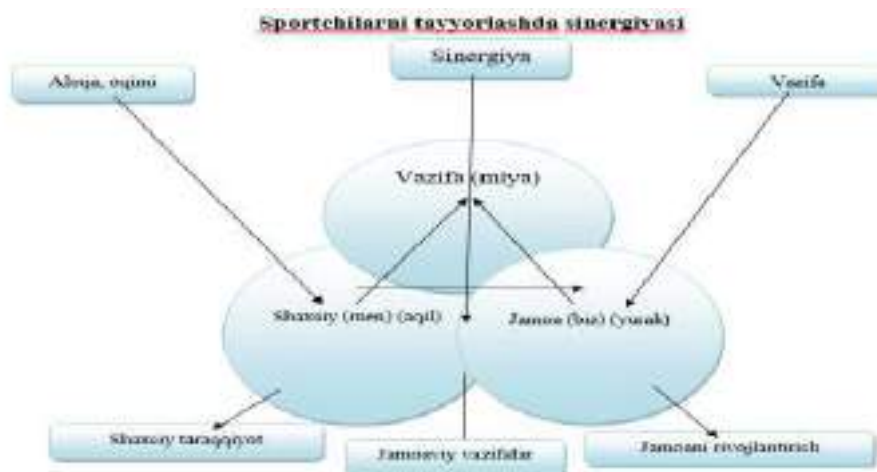 Sportchilarni tayyorlashda sinergiyasi
Sinergiya
Aloqa, oqimi
Vazifa
Vazifa (miya)
Shaxsiy (men) (aqil)
Jamoa (biz) (yurak)
Shaxsiy taraqqiyot
Jamoaviy vazifalar
Jamoani rivojlantirich